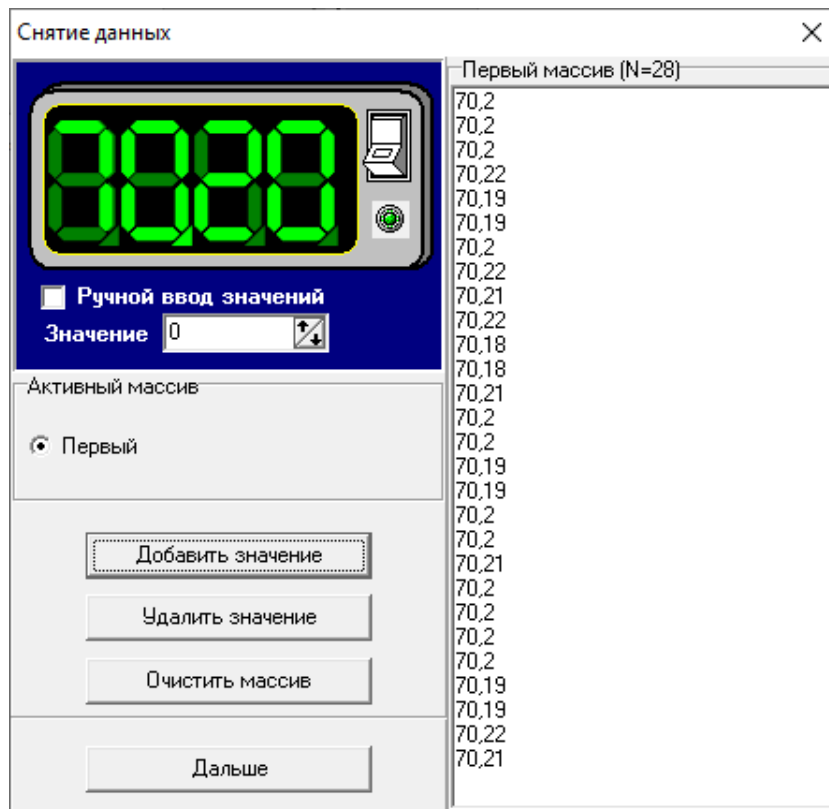 Снятие данных
70.20
Ручной ввод значений
Значение 0
Активный массив
Первый
Добавить значение
Удалить значение
Очистить массив
Дальше
Первый массив (N=28)
70,2
70,2
70,2
70,22
70,19
70,19
70,2
70,22
70,21
70,22
70,18
70,18
70,21
70,2
70,2
70,19
70,19
70,2
70,2
70,21
70,2
70,2
70,2
70,2
70,19
70,19
70,22
70,21